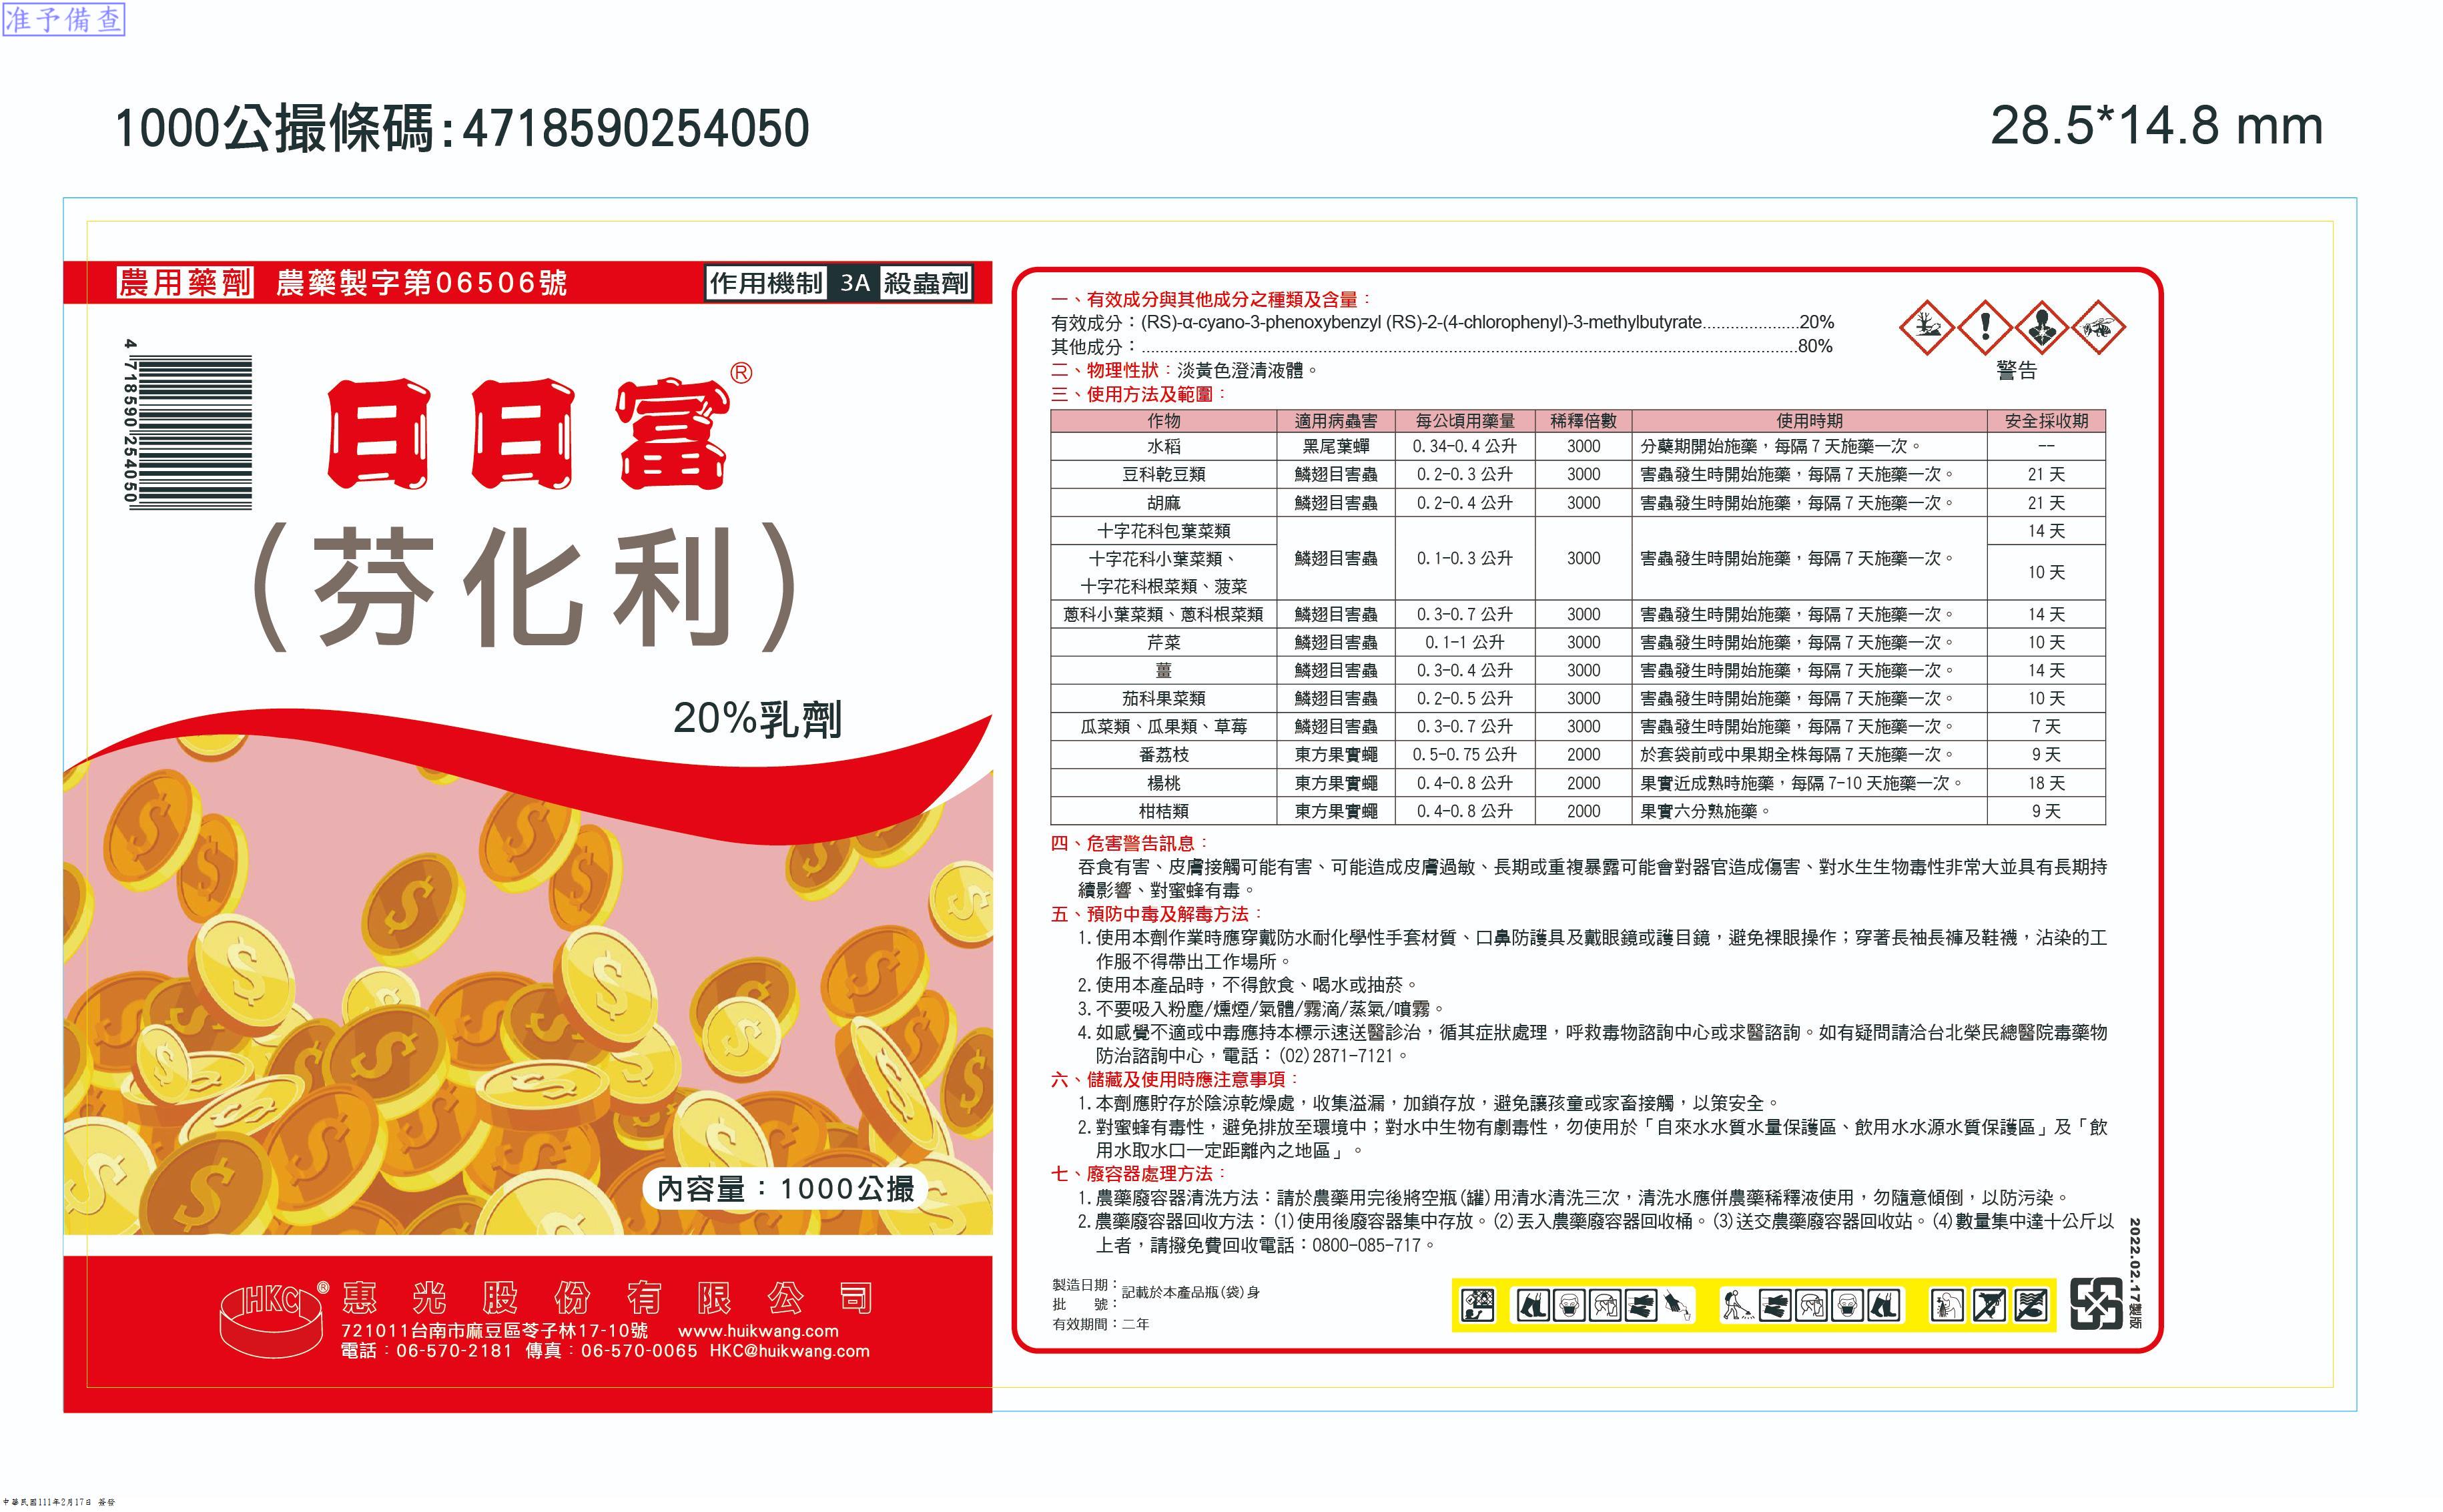 准予備查
1000公撮條碼:4718590254050
28.5*14.8 mm
農用藥劑 農藥製字第06506號 作用機制 3A 殺蟲劑
4 718590 254050
日日富®
(芬化利)
20%乳劑
內容量：1000公撮
HKC® 惠光股份有限公司
721011台南市麻豆區苓子林17-10號 www.huikwang.com
電話：06-570-2181 傳真：06-570-0065 HKC@huikwang.com
一、有效成分與其他成分之種類及含量：
有效成分：(RS)-α-cyano-3-phenoxybenzyl (RS)-2-(4-chlorophenyl)-3-methylbutyrate.....................20%
其他成分：..............................................................................................................................................80%
警告
二、物理性狀：淡黃色澄清液體。
三、使用方法及範圍：
作物 適用病蟲害 每公頃用藥量 稀釋倍數 使用時期 安全採收期
水稻 黑尾葉蟬 0.34-0.4公升 3000 分蘗期開始施藥，每隔7天施藥一次。 --
豆科乾豆類 鱗翅目害蟲 0.2-0.3公升 3000 害蟲發生時開始施藥，每隔7天施藥一次。 21天
胡麻 鱗翅目害蟲 0.2-0.4公升 3000 害蟲發生時開始施藥，每隔7天施藥一次。 21天
十字花科包葉菜類 14天
十字花科小葉菜類、 鱗翅目害蟲 0.1-0.3公升 3000 害蟲發生時開始施藥，每隔7天施藥一次。
十字花科根菜類、菠菜 10天
蔥科小葉菜類、蔥科根菜類 鱗翅目害蟲 0.3-0.7公升 3000 害蟲發生時開始施藥，每隔7天施藥一次。 14天
芹菜 鱗翅目害蟲 0.1-1公升 3000 害蟲發生時開始施藥，每隔7天施藥一次。 10天
薑 鱗翅目害蟲 0.3-0.4公升 3000 害蟲發生時開始施藥，每隔7天施藥一次。 14天
茄科果菜類 鱗翅目害蟲 0.2-0.5公升 3000 害蟲發生時開始施藥，每隔7天施藥一次。 10天
瓜菜類、瓜果類、草莓 鱗翅目害蟲 0.3-0.7公升 3000 害蟲發生時開始施藥，每隔7天施藥一次。 7天
番荔枝 東方果實蠅 0.5-0.75公升 2000 於套袋前或中果期全株每隔7天施藥一次。 9天
楊桃 東方果實蠅 0.4-0.8公升 2000 果實近成熟時施藥，每隔7-10天施藥一次。 18天
柑桔類 東方果實蠅 0.4-0.8公升 2000 果實六分熟施藥。 9天
四、危害警告訊息：
吞食有害、皮膚接觸可能有害、可能造成皮膚過敏、長期或重複暴露可能會對器官造成傷害、對水生生物毒性非常大並具有長期持
續影響、對蜜蜂有毒。
五、預防中毒及解毒方法：
1.使用本劑作業時應穿戴防水耐化學性手套材質、口鼻防護具及戴眼鏡或護目鏡，避免裸眼操作；穿著長袖長褲及鞋襪，沾染的工
作服不得帶出工作場所。
2.使用本產品時，不得飲食、喝水或抽菸。
3.不要吸入粉塵/燻煙/氣體/霧滴/蒸氣/噴霧。
4.如感覺不適或中毒應持本標示速送醫診治，循其症狀處理，呼救毒物諮詢中心或求醫諮詢。如有疑問請洽台北榮民總醫院毒藥物
防治諮詢中心，電話：(02)2871-7121。
六、儲藏及使用時應注意事項：
1.本劑應貯存於陰涼乾燥處，收集溢漏，加鎖存放，避免讓孩童或家畜接觸，以策安全。
2.對蜜蜂有毒性，避免排放至環境中；對水中生物有劇毒性，勿使用於「自來水水質水量保護區、飲用水水源水質保護區」及「飲
用水取水口一定距離內之地區」。
七、廢容器處理方法：
1.農藥廢容器清洗方法：請於農藥用完後將空瓶(罐)用清水清洗三次，清洗水應併農藥稀釋液使用，勿隨意傾倒，以防污染。
2.農藥廢容器回收方法：(1)使用後廢容器集中存放。(2)丟入農藥廢容器回收桶。(3)送交農藥廢容器回收站。(4)數量集中達十公斤以
上者，請撥免費回收電話：0800-085-717。
製造日期：記載於本產品瓶(袋)身
批 號：
有效期間：二年
2022.02.17製版
中華民國111年2月17日 簽發